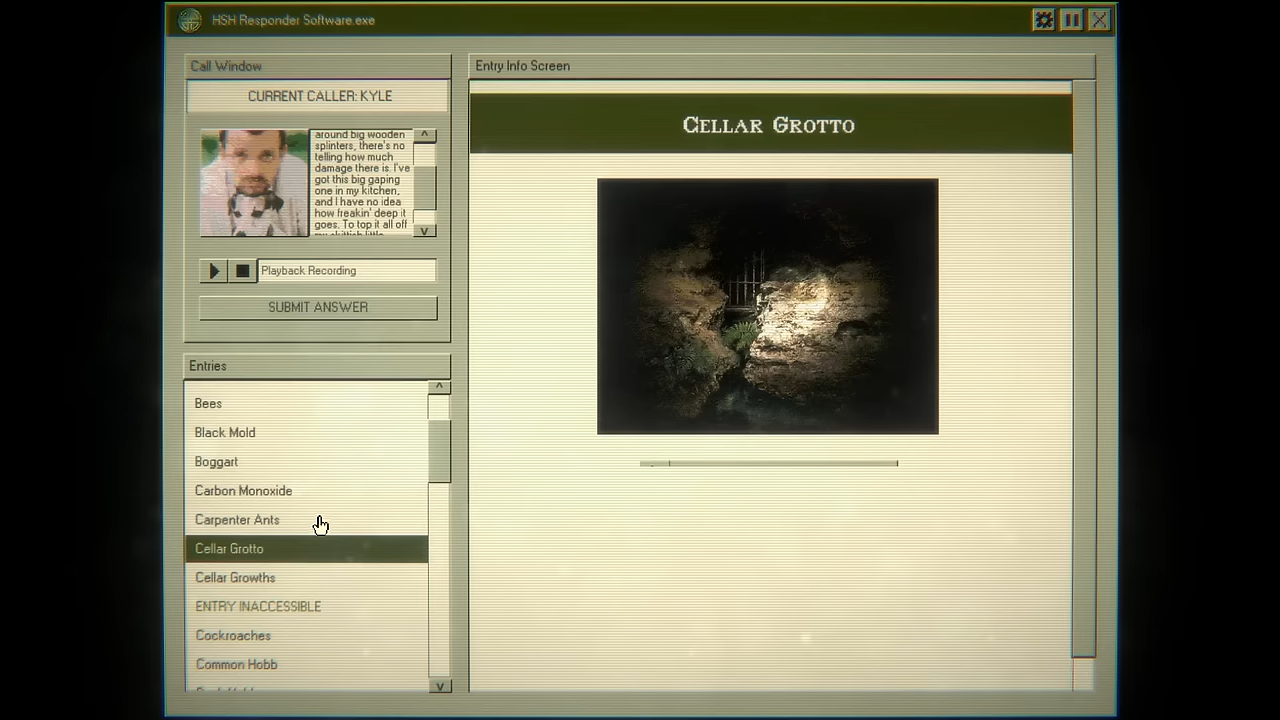 HSH Responder Software.exe
Call Window
CURRENT CALLER: KYLE
around big wooden
splinters, there's no
telling how much
damage there is. I've
got this big gaping
one in my kitchen,
and I have no idea
how freakin' deep it
goes. To top it all off
my skittish little
Playback Recording
SUBMIT ANSWER
Entries
Bees
Black Mold
Boggart
Carbon Monoxide
Carpenter Ants
Cellar Grotto
Cellar Growths
ENTRY INACCESSIBLE
Cockroaches
Common Hobb
Entry Info Screen
Cellar Grotto